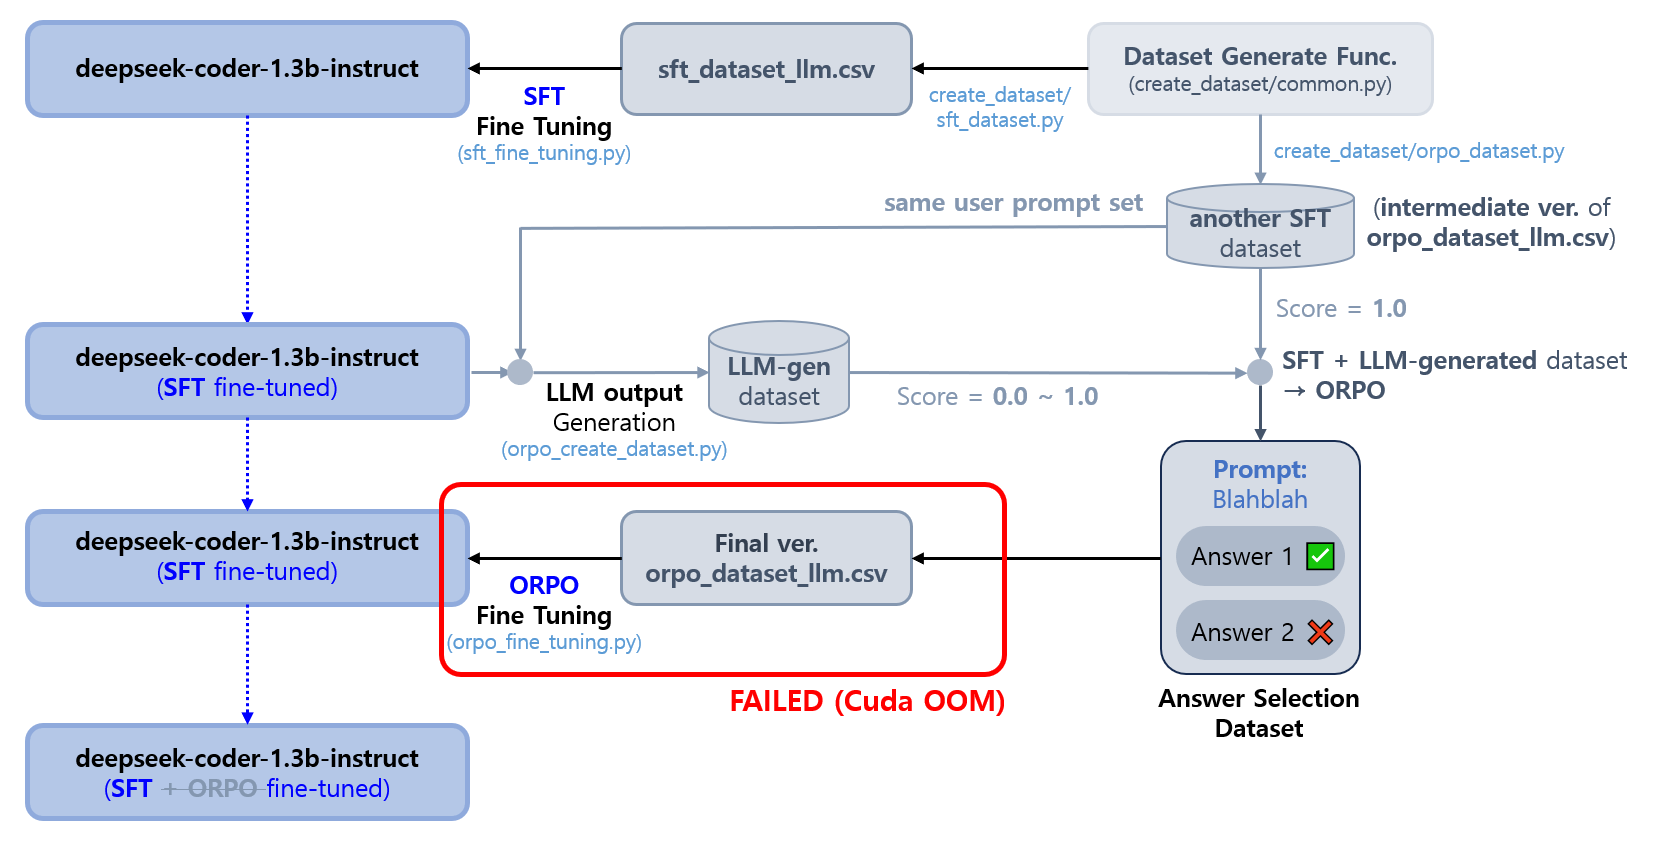 deepseek-coder-1.3b-instruct
SFT
Fine Tuning
(sft_fine_tuning.py)
sft_dataset_llm.csv
create_dataset/
sft_dataset.py
Dataset Generate Func.
(create_dataset/common.py)
create_dataset/orpo_dataset.py
same user prompt set
another SFT
dataset
(intermediate ver. of
orpo_dataset_llm.csv)
Score = 1.0
deepseek-coder-1.3b-instruct
(SFT fine-tuned)
LLM output
Generation
(orpo_create_dataset.py)
LLM-gen
dataset
Score = 0.0 ~ 1.0
SFT + LLM-generated dataset
→ ORPO
Prompt:
Blahblah
Answer 1 ✅
Answer 2 ❌
Answer Selection
Dataset
deepseek-coder-1.3b-instruct
(SFT fine-tuned)
ORPO
Fine Tuning
(orpo_fine_tuning.py)
Final ver.
orpo_dataset_llm.csv
FAILED (Cuda OOM)
deepseek-coder-1.3b-instruct
(SFT + ORPO fine-tuned)